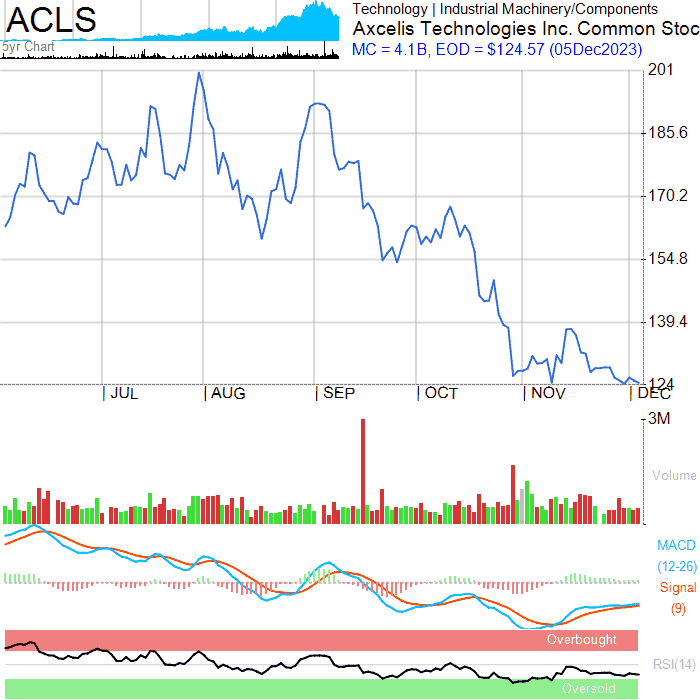 ACLS
5yr Chart
Technology | Industrial Machinery/Components
Axcelis Technologies Inc. Common Stoc
MC = 4.1B, EOD = $124.57 (05Dec2023)
201
185.6
170.2
154.8
139.4
124
JUL
AUG
SEP
OCT
NOV
DEC
3M
Volume
MACD
(12-26)
Signal
(9)
Overbought
RSI(14)
Oversold